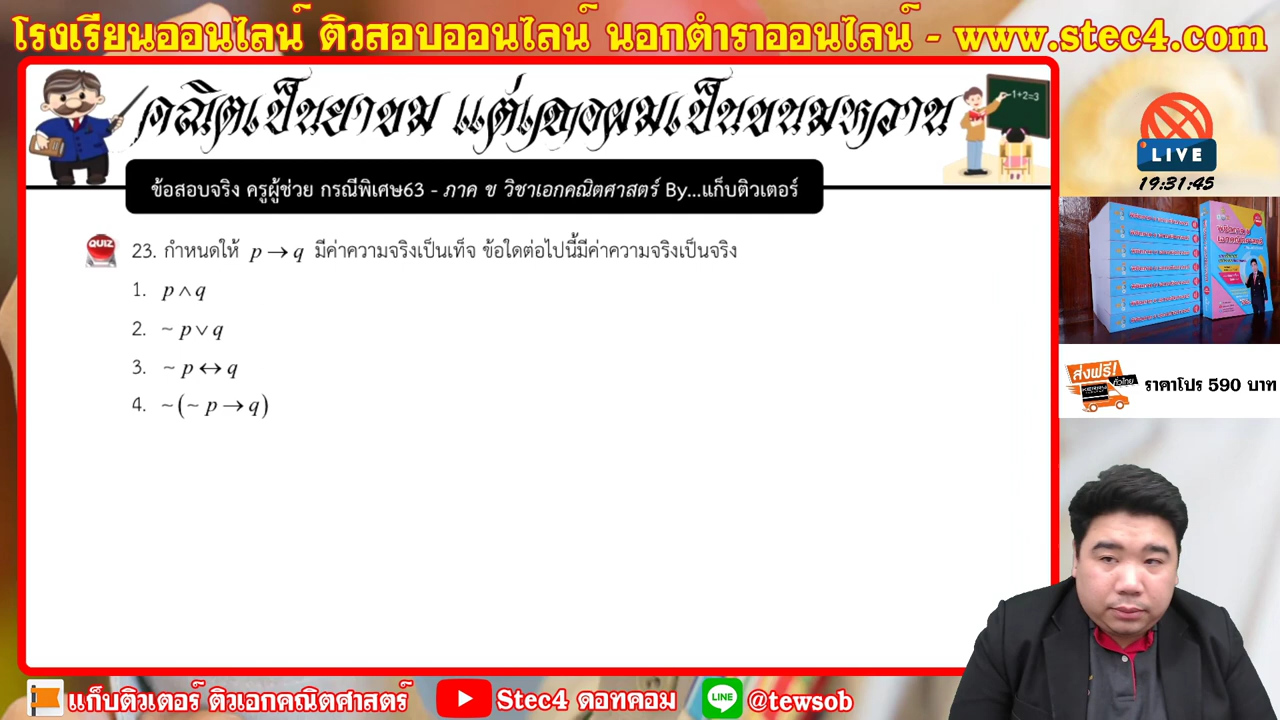 โรงเรียนออนไลน์ ติวสอบออนไลน์ นอกตำราออนไลน์ - www.stec4.com
คณิตเป็นยาขม แต่เจอผมเป็นขนมหวาน
-1+2=3
ข้อสอบจริง ครูผู้ช่วย กรณีพิเศษ63 - ภาค ข วิชาเอกคณิตศาสตร์ By...แก็บติวเตอร์
LIVE
19:31:45
QUIZ
23. กำหนดให้ p → q มีค่าความจริงเป็นเท็จ ข้อใดต่อไปนี้มีค่าความจริงเป็นจริง
1. p ∧ q
2. ~ p ∨ q
3. ~ p ↔ q
4. ~(~ p → q)
ส่งฟรี!
ทั่วไทย
ราคาโปร 590 บาท
แก็บติวเตอร์ ติวเอกคณิตศาสตร์
Stec4 ดอทคอม
LINE
@tewsob